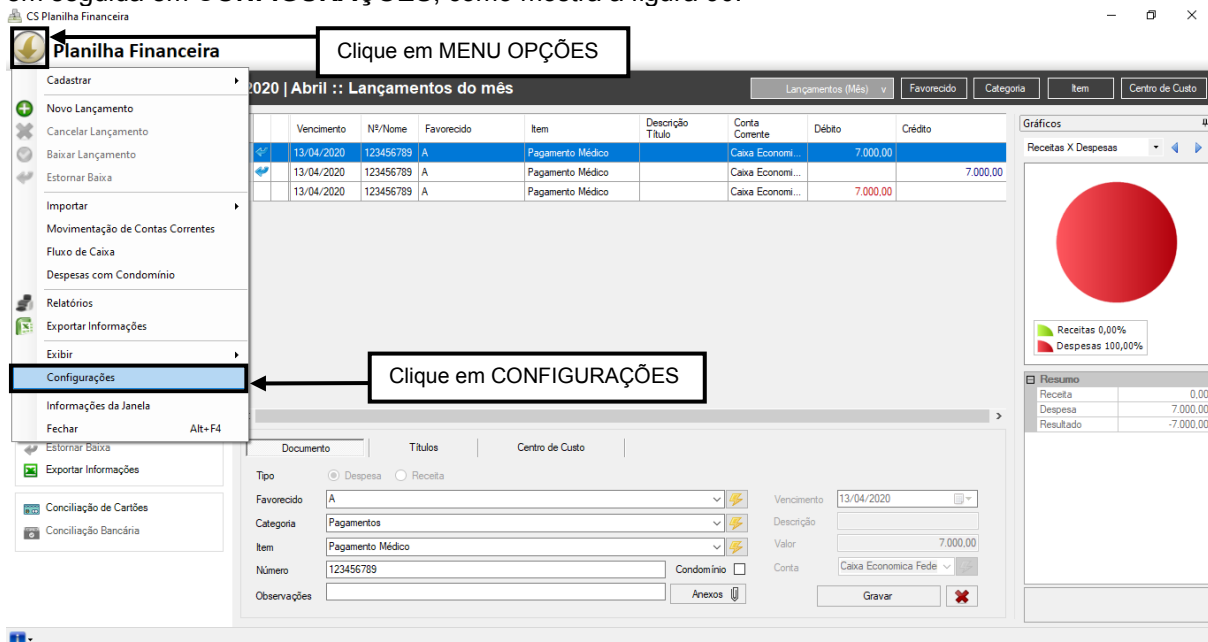 CS Planilha Financeira
Planilha Financeira
Clique em MENU OPÇÕES
Cadastrar
Novo Lançamento
Cancelar Lançamento
Baixar Lançamento
Estornar Baixa
Importar
Movimentação de Contas Correntes
Fluxo de Caixa
Despesas com Condomínio
Relatórios
Exportar Informações
Exibir
Configurações
Informações da Janela
Fechar Alt+F4
Estornar Baixa
Exportar Informações
Conciliação de Cartões
Conciliação Bancária
2020 | Abril :: Lançamentos do mês
Lançamentos (Mês) v Favorecido Categoria Item Centro de Custo
Vencimento Nº/Nome Favorecido Item Descrição Título Conta Corrente Débito Crédito
13/04/2020 123456789 A Pagamento Médico Caixa Economi... 7.000,00
13/04/2020 123456789 A Pagamento Médico Caixa Economi... 7.000,00
13/04/2020 123456789 A Pagamento Médico Caixa Economi... 7.000,00
Clique em CONFIGURAÇÕES
Gráficos
Receitas X Despesas
Receitas 0,00%
Despesas 100,00%
Resumo
Receita 0,00
Despesa 7.000,00
Resultado -7.000,00
Documento Títulos Centro de Custo
Tipo Despesa Receita
Favorecido A Vencimento 13/04/2020
Categoria Pagamentos Descrição
Item Pagamento Médico Valor 7.000,00
Número 123456789 Condomínio Conta Caixa Economica Fede
Observações Anexos Gravar